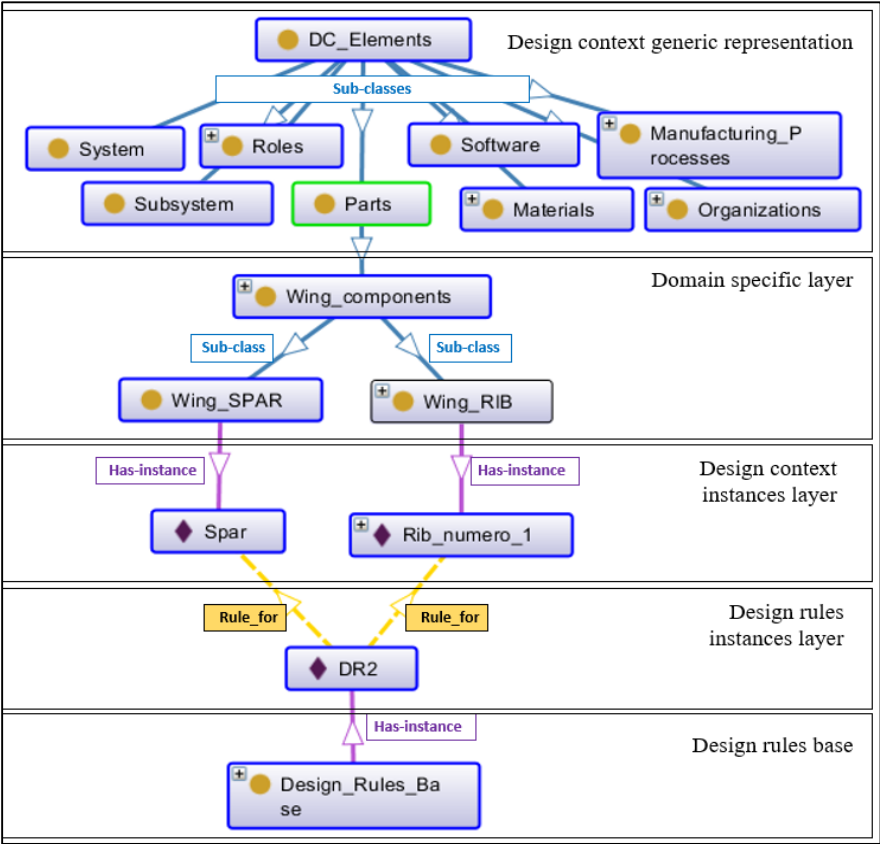 DC_Elements
Design context generic representation
Sub-classes
System
Roles
Software
Manufacturing_P
rocesses
Subsystem
Parts
Materials
Organizations
Domain specific layer
Wing_components
Sub-class
Sub-class
Wing_SPAR
Wing_RIB
Has-instance
Has-instance
Design context
instances layer
Spar
Rib_numero_1
Rule_for
Rule_for
Design rules
instances layer
DR2
Has-instance
Design rules base
Design_Rules_Ba
se